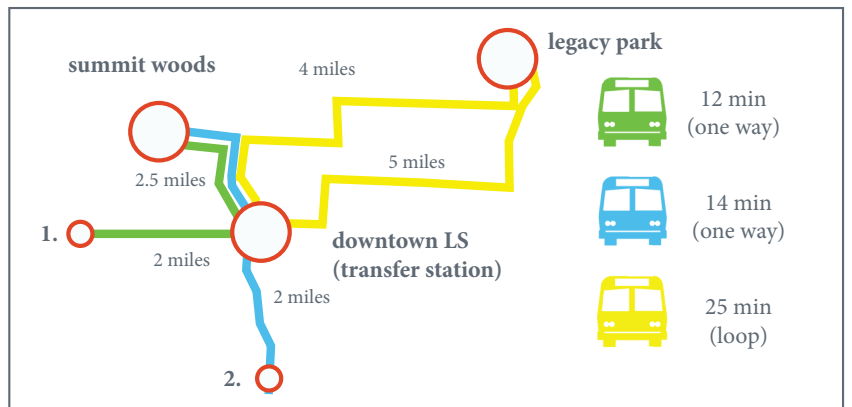 legacy park
summit woods
4 miles
12 min
(one way)
2.5 miles
5 miles
14 min
(one way)
1.
2 miles
downtown LS
(transfer station)
2 miles
25 min
(loop)
2.